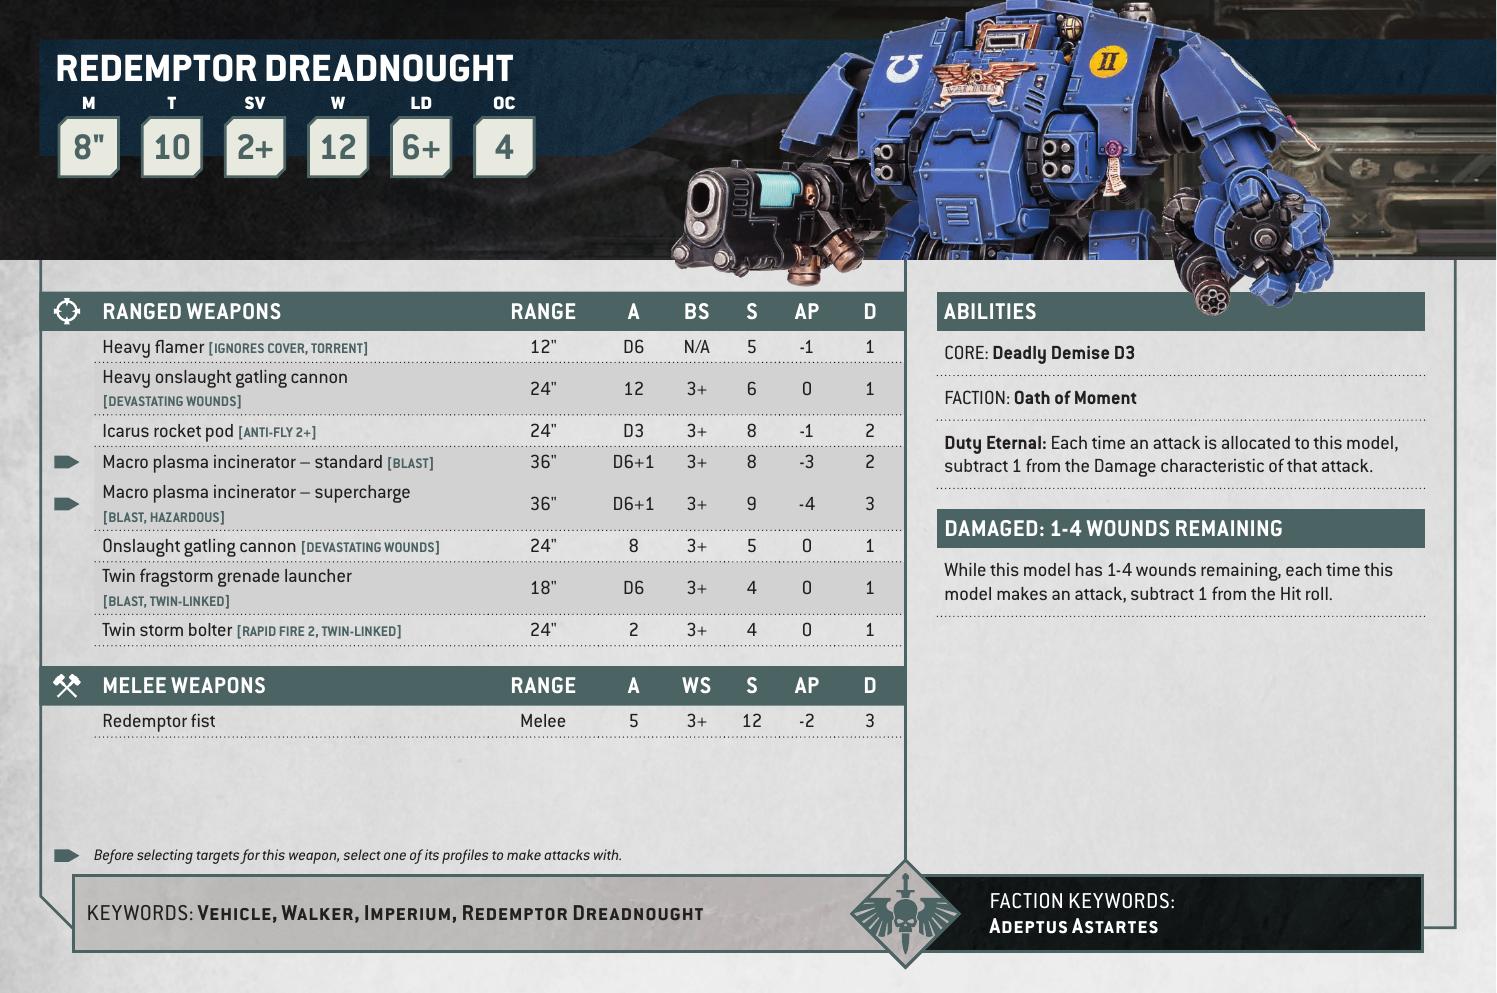 REDEMPTOR DREADNOUGHT
M T SV W LD OC
8" 10 2+ 12 6+ 4
II
RANGED WEAPONS RANGE A BS S AP D
Heavy flamer [IGNORES COVER, TORRENT] 12" D6 N/A 5 -1 1
Heavy onslaught gatling cannon
[DEVASTATING WOUNDS] 24" 12 3+ 6 0 1
Icarus rocket pod [ANTI-FLY 2+] 24" D3 3+ 8 -1 2
Macro plasma incinerator – standard [BLAST] 36" D6+1 3+ 8 -3 2
Macro plasma incinerator – supercharge
[BLAST, HAZARDOUS] 36" D6+1 3+ 9 -4 3
Onslaught gatling cannon [DEVASTATING WOUNDS] 24" 8 3+ 5 0 1
Twin fragstorm grenade launcher
[BLAST, TWIN-LINKED] 18" D6 3+ 4 0 1
Twin storm bolter [RAPID FIRE 2, TWIN-LINKED] 24" 2 3+ 4 0 1
MELEE WEAPONS RANGE A WS S AP D
Redemptor fist Melee 5 3+ 12 -2 3
Before selecting targets for this weapon, select one of its profiles to make attacks with.
ABILITIES
CORE: Deadly Demise D3
FACTION: Oath of Moment
Duty Eternal: Each time an attack is allocated to this model,
subtract 1 from the Damage characteristic of that attack.
DAMAGED: 1-4 WOUNDS REMAINING
While this model has 1-4 wounds remaining, each time this
model makes an attack, subtract 1 from the Hit roll.
KEYWORDS: VEHICLE, WALKER, IMPERIUM, REDEMPTOR DREADNOUGHT
FACTION KEYWORDS:
ADEPTUS ASTARTES